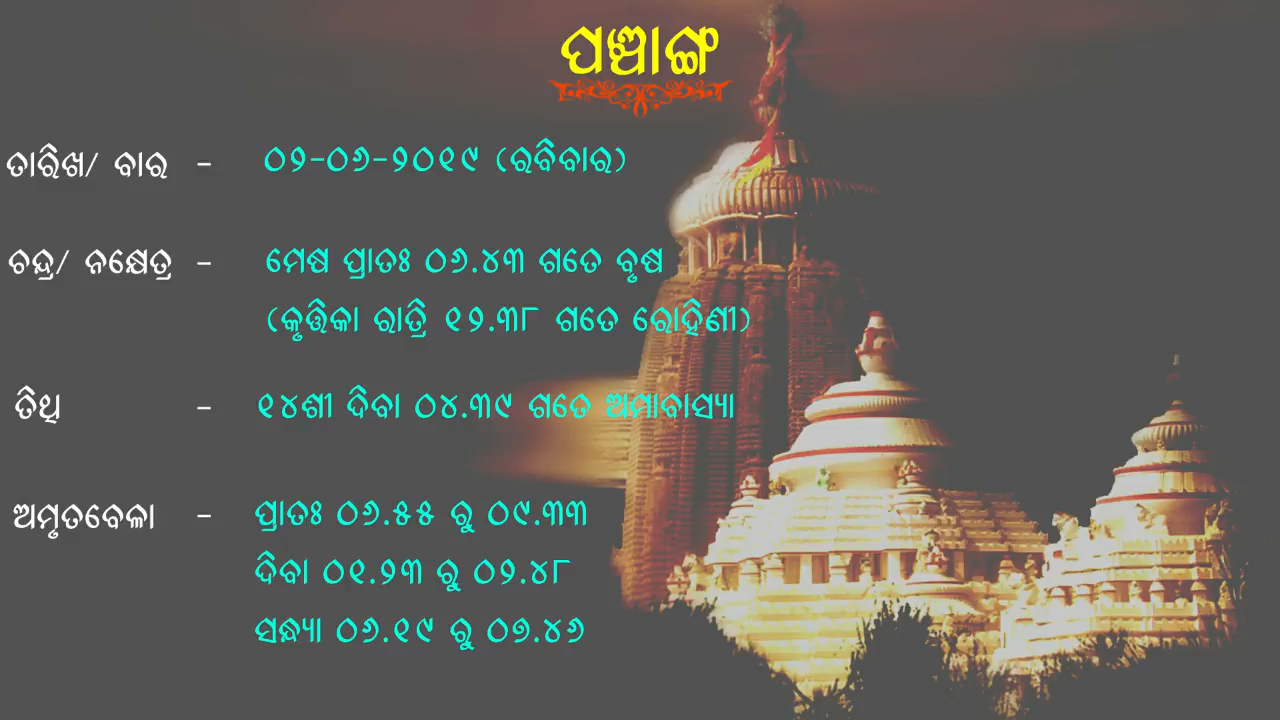 ପଞ୍ଚାଙ୍ଗ
ତାରିଖ/ ବାର - ୦୨-୦୬-୨୦୧୯ (ରବିବାର)
ଚନ୍ଦ୍ର/ ନକ୍ଷେତ୍ର - ମେଷ ପ୍ରାତଃ ୦୬.୪୩ ଗତେ ବୃଷ
(କୃତ୍ତିକା ରାତ୍ରି ୧୨.୩୮ ଗତେ ରୋହିଣୀ)
ତିଥି - ୧୪ଶୀ ଦିବା ୦୪.୩୯ ଗତେ ଅମାବାସ୍ୟା
ଅମୃତବେଳା - ପ୍ରାତଃ ୦୬.୫୫ ରୁ ୦୯.୩୩
ଦିବା ୦୧.୨୩ ରୁ ୦୨.୪୮
ସନ୍ଧ୍ୟା ୦୬.୧୯ ରୁ ୦୭.୪୬